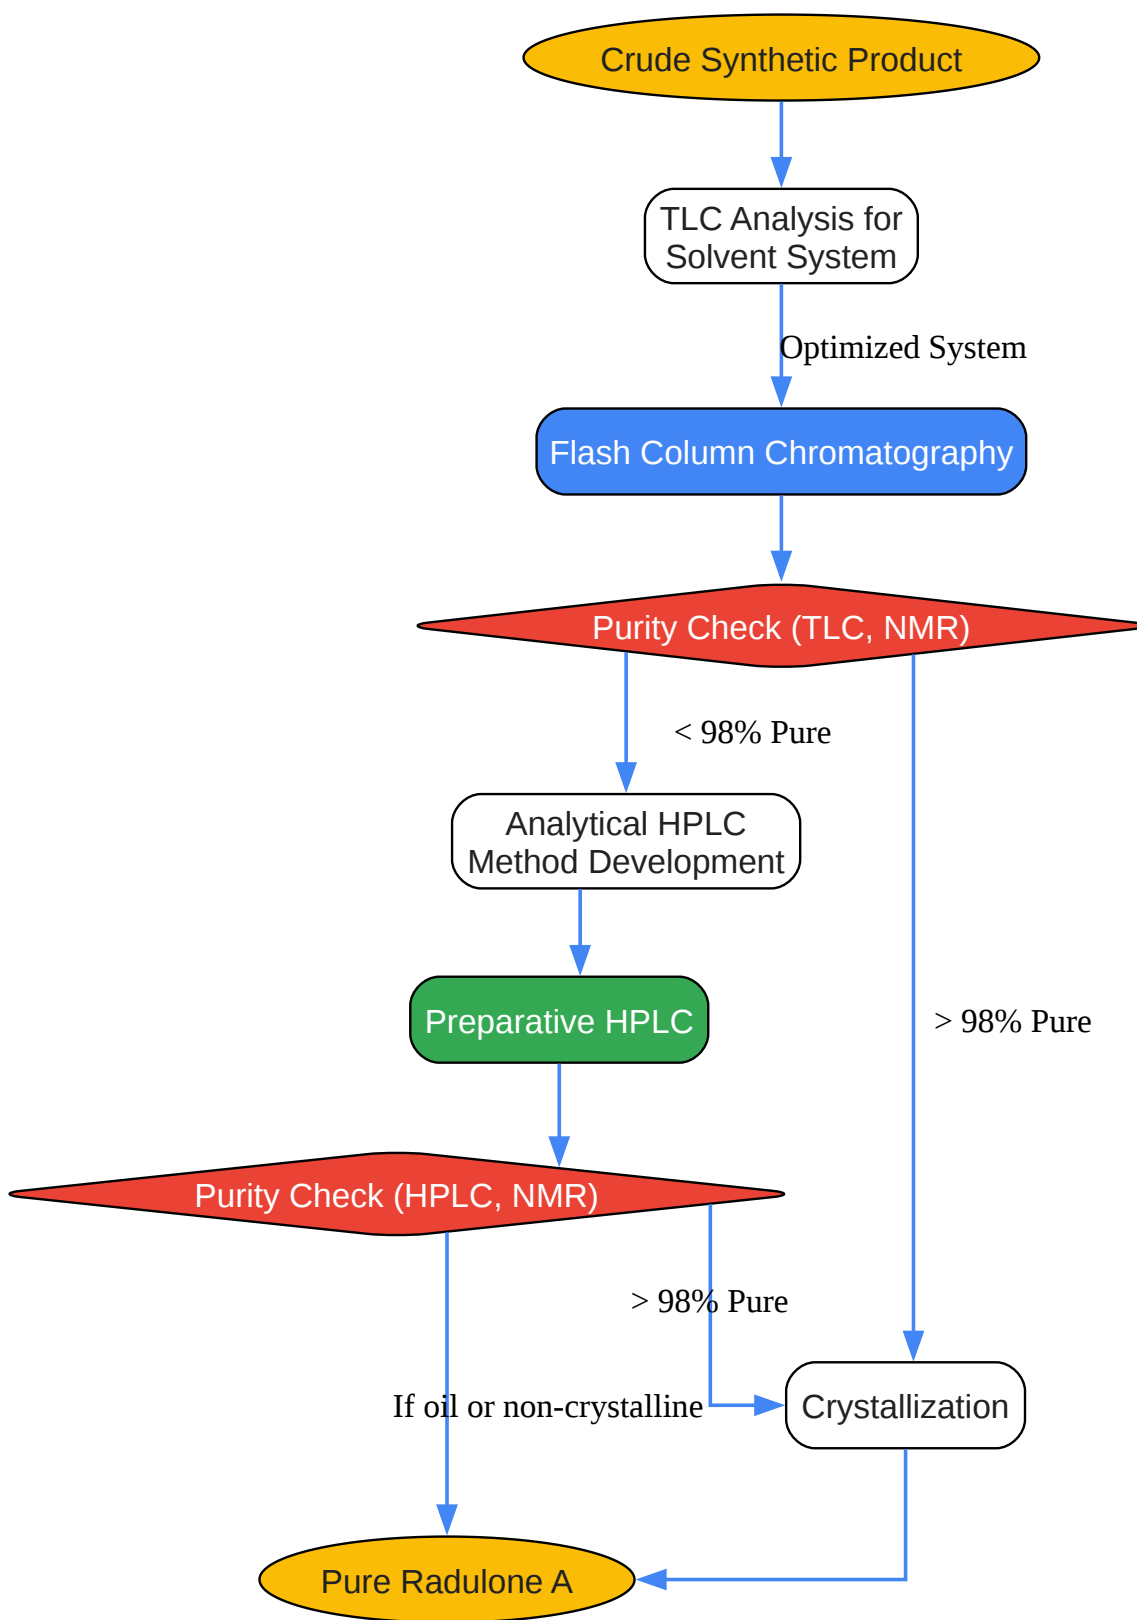 Crude Synthetic Product
TLC Analysis for
Solvent System
Optimized System
Flash Column Chromatography
Purity Check (TLC, NMR)
< 98% Pure
Analytical HPLC
Method Development
Preparative HPLC
> 98% Pure
Purity Check (HPLC, NMR)
> 98% Pure
If oil or non-crystalline
Crystallization
Pure Radulone A